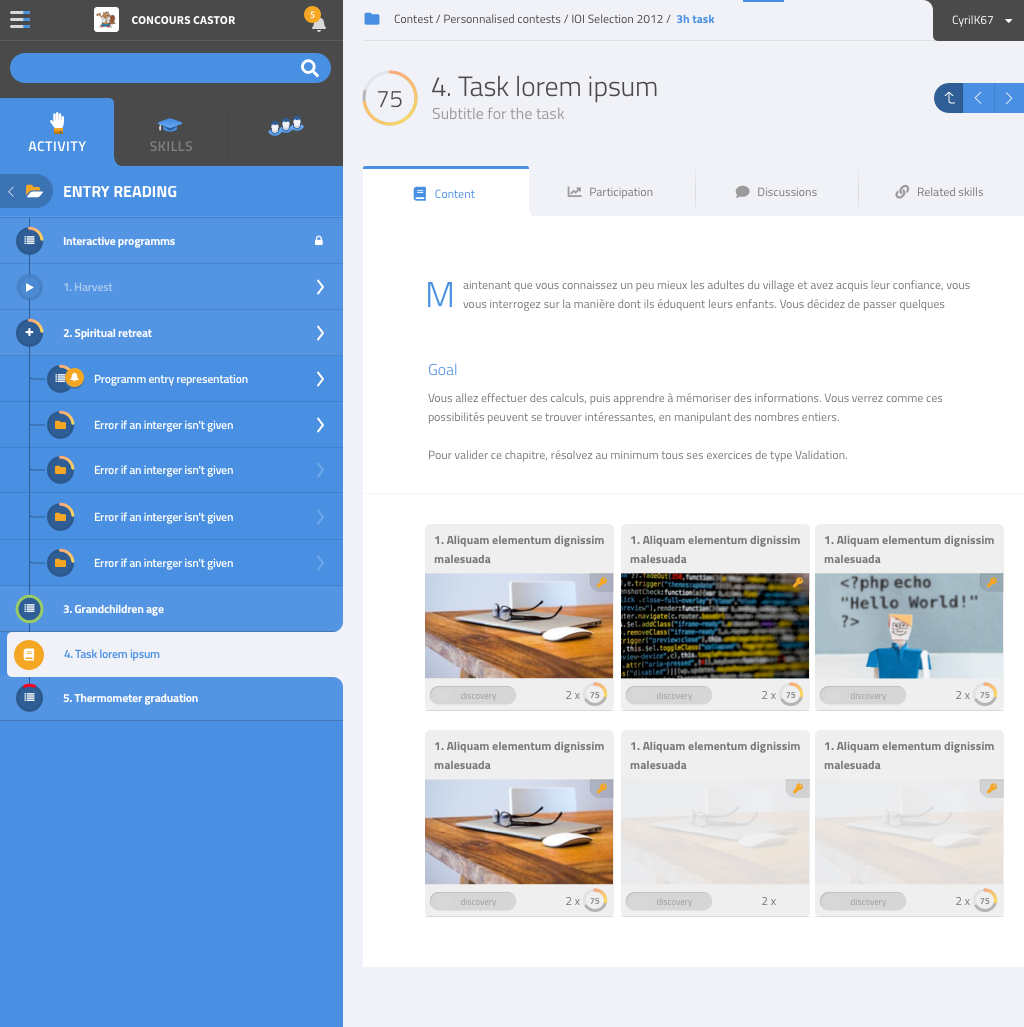 CONCOURS CASTOR
5
Contest / Personnalised contests / IOI Selection 2012 / 3h task
CyrilK67
ACTIVITY
SKILLS
ENTRY READING
Interactive programms
1. Harvest
2. Spiritual retreat
Programm entry representation
Error if an interger isn't given
Error if an interger isn't given
Error if an interger isn't given
Error if an interger isn't given
3. Grandchildren age
4. Task lorem ipsum
5. Thermometer graduation
75
4. Task lorem ipsum
Subtitle for the task
Content
Participation
Discussions
Related skills
Maintenant que vous connaissez un peu mieux les adultes du village et avez acquis leur confiance, vous
vous interrogez sur la manière dont ils éduquent leurs enfants. Vous décidez de passer quelques
Goal
Vous allez effectuer des calculs, puis apprendre à mémoriser des informations. Vous verrez comme ces
possibilités peuvent se trouver intéressantes, en manipulant des nombres entiers.
Pour valider ce chapitre, résolvez au minimum tous ses exercices de type Validation.
1. Aliquam elementum dignissim
malesuada
discovery
2 x 75
1. Aliquam elementum dignissim
malesuada
discovery
2 x 75
1. Aliquam elementum dignissim
malesuada
<?php echo
"Hello World!"
?>
discovery
2 x 75
1. Aliquam elementum dignissim
malesuada
discovery
2 x 75
1. Aliquam elementum dignissim
malesuada
discovery
2 x
1. Aliquam elementum dignissim
malesuada
discovery
2 x 75